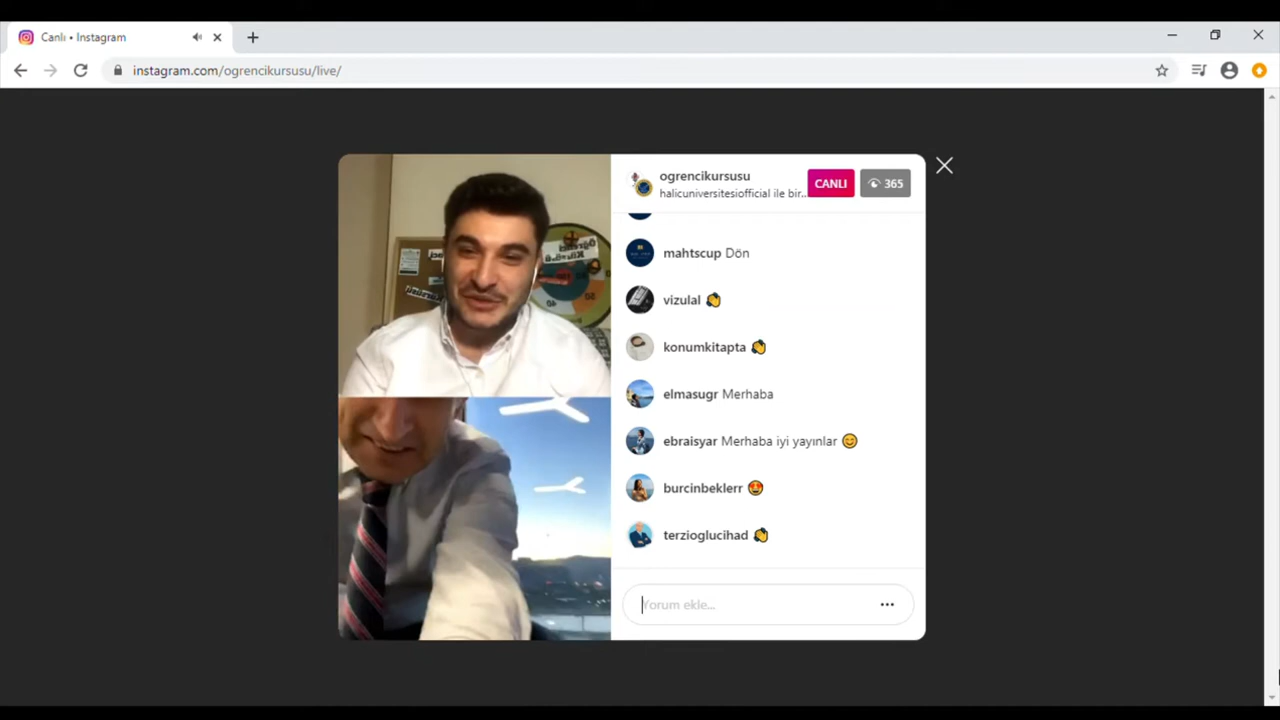 Canlı • Instagram
instagram.com/ogrencikursusu/live/
ogrencikursusu
halicuniversitesiofficial ile bir...
CANLI
365
mahtscup Dön
vizulal 👏
konumkitapta 👏
elmasugr Merhaba
ebraisyar Merhaba iyi yayınlar 😊
burcinbeklerr 😍
terzioglucihad 👏
Yorum ekle...